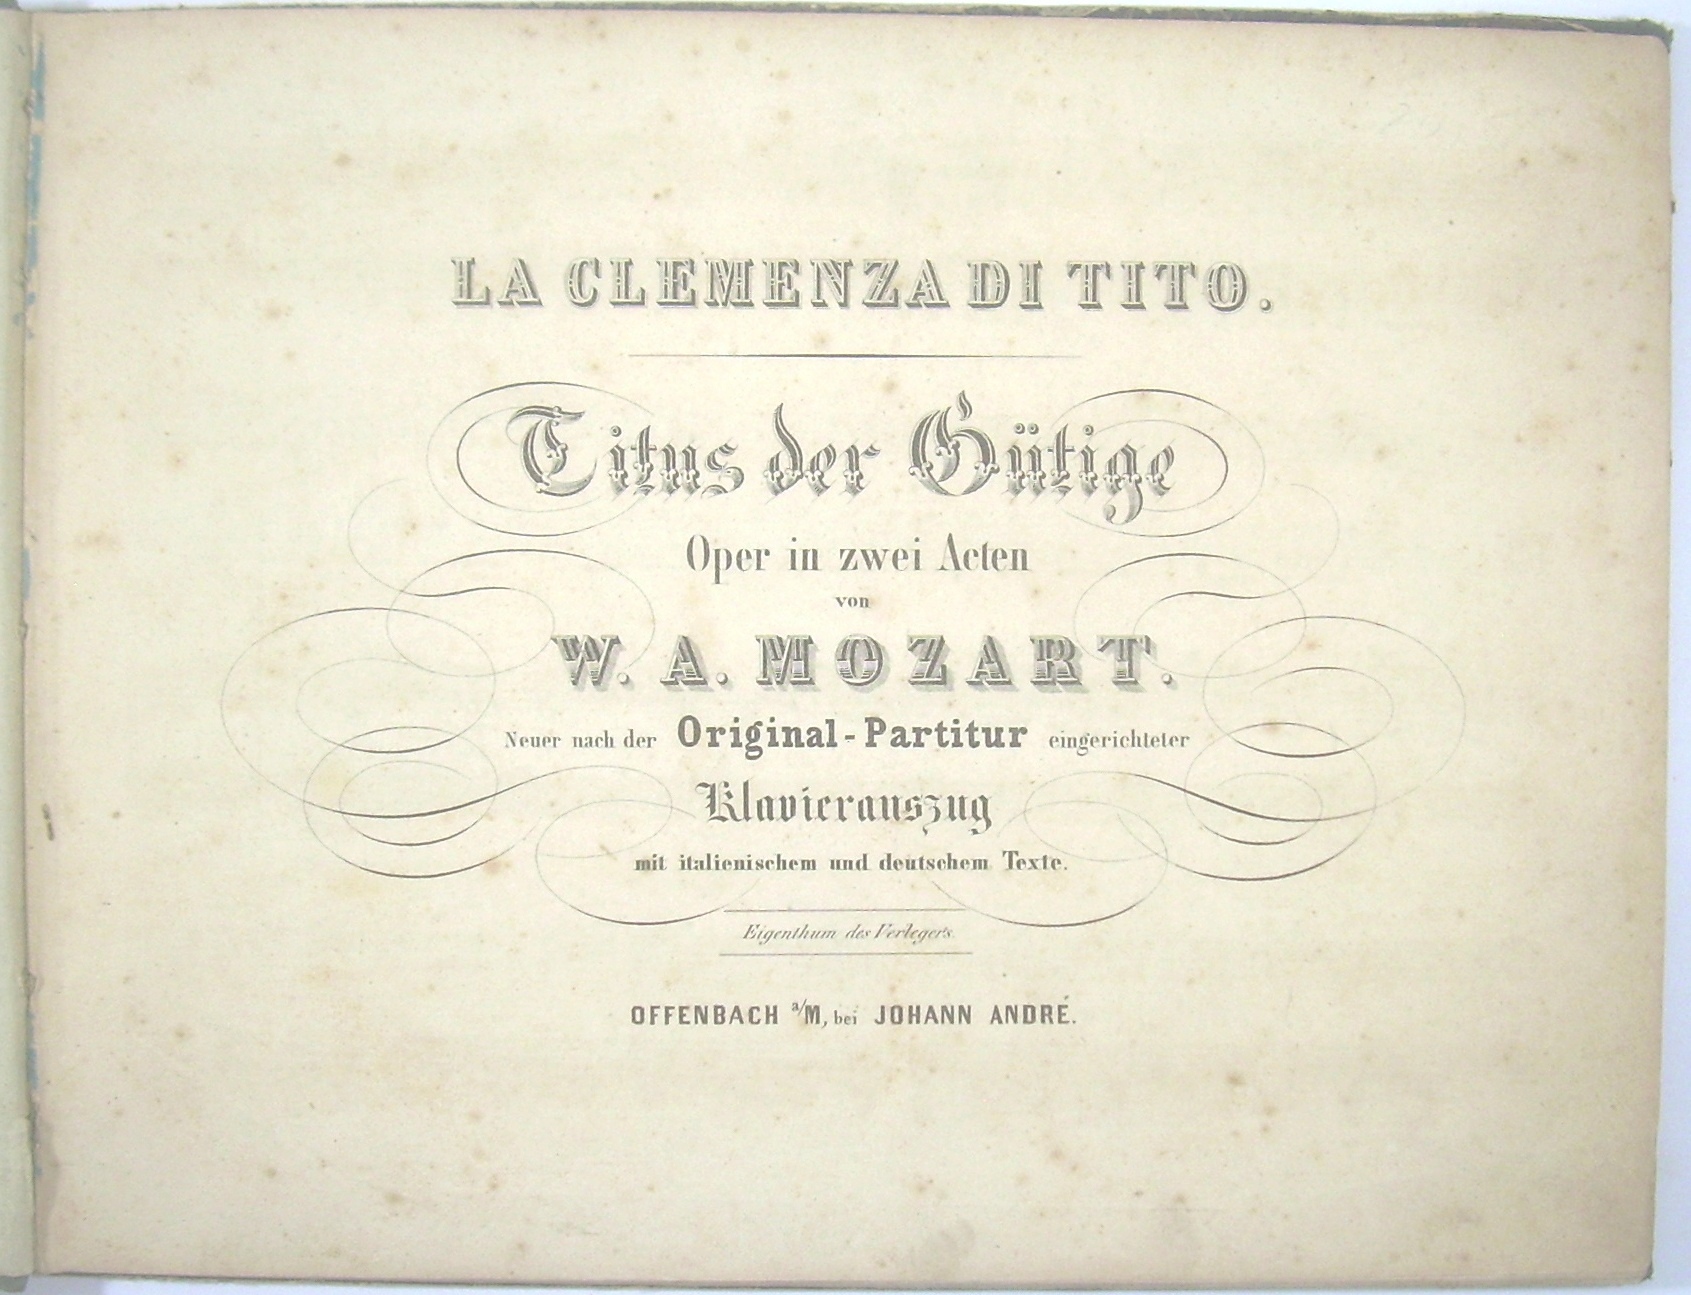 LA CLEMENZA DI TITO.
Titus der Gütige
Oper in zwei Acten
von
W. A. MOZART.
Neuer nach der Original-Partitur eingerichteter
Klavierauszug
mit italienischem und deutschem Texte.
Eigenthum des Verlegers.
OFFENBACH a/M, bei JOHANN ANDRÉ.